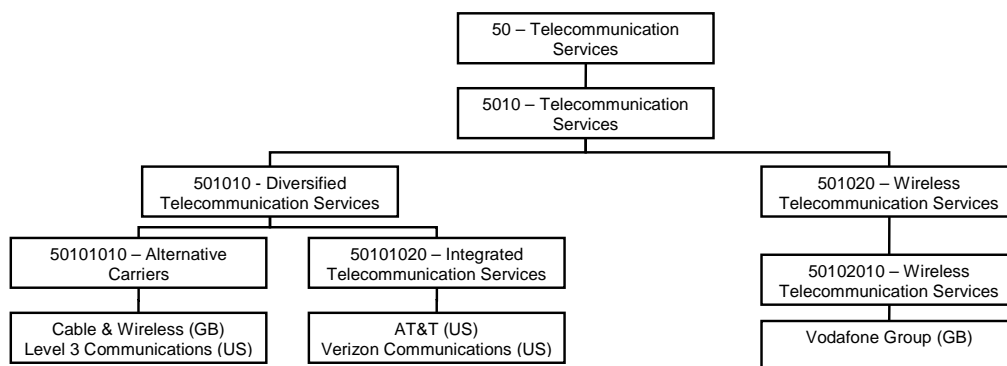 50 – Telecommunication
Services
5010 – Telecommunication
Services
501010 - Diversified
Telecommunication Services
501020 – Wireless
Telecommunication Services
50101010 – Alternative
Carriers
50101020 – Integrated
Telecommunication Services
50102010 – Wireless
Telecommunication Services
Cable & Wireless (GB)
Level 3 Communications (US)
AT&T (US)
Verizon Communications (US)
Vodafone Group (GB)